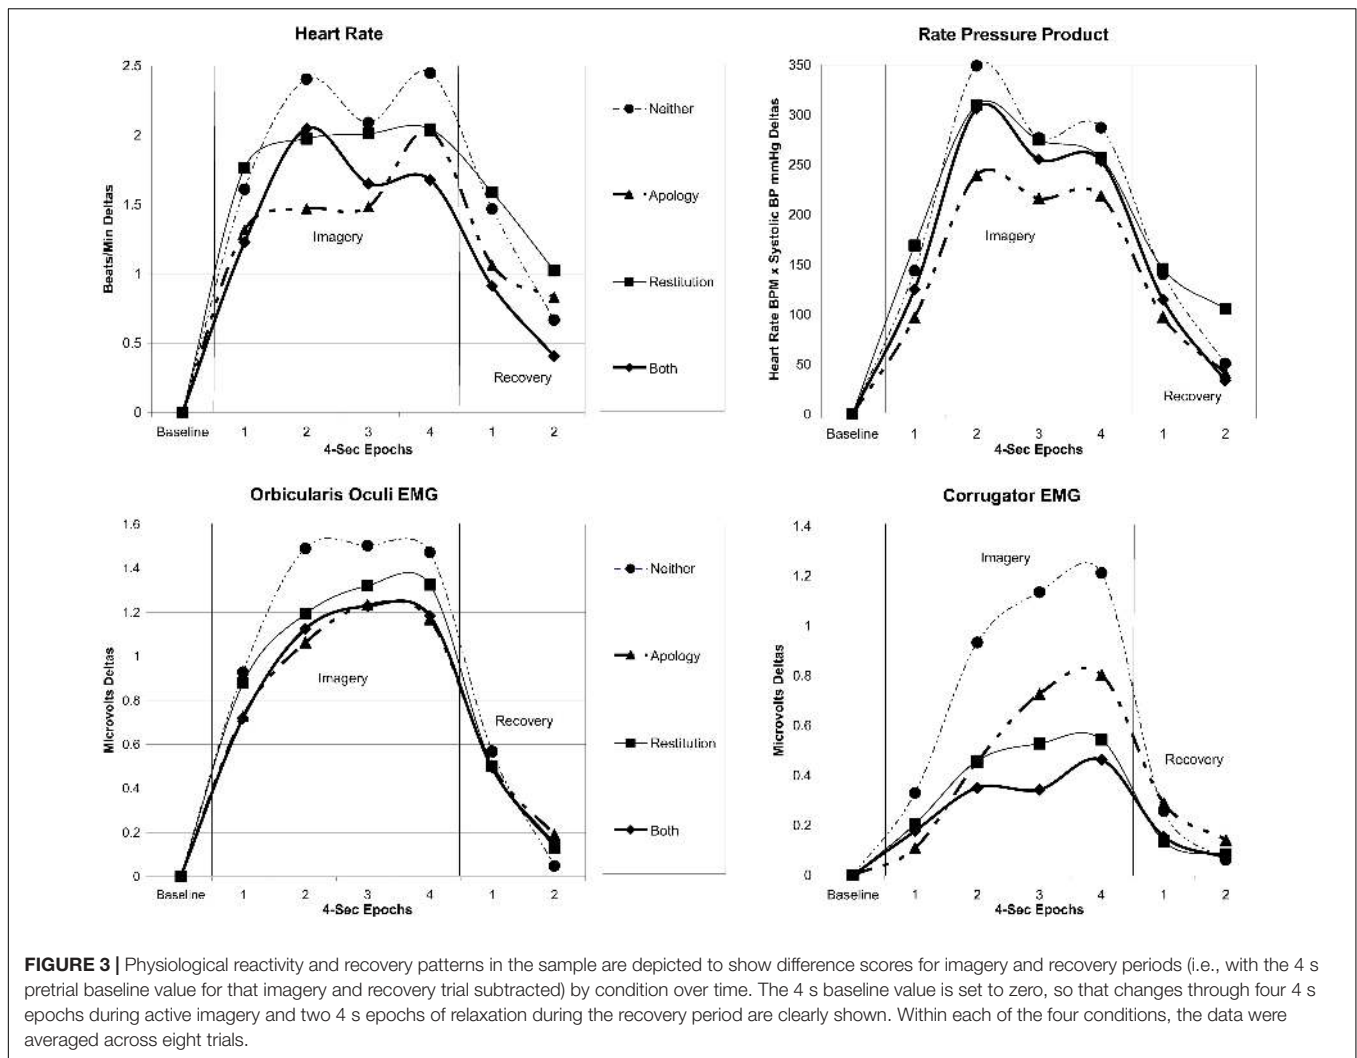 Heart Rate
2.5
2
1.5
1
0.5
0
Beats/Min Deltas
Imagery
Recovery
Baseline 1 2 3 4 1 2
4-Sec Epochs
Neither
Apology
Restitution
Both
Rate Pressure Product
350
300
250
200
150
100
50
0
Heart Rate BPM x Systolic BP mmHg Deltas
Imagery
Recovery
Baseline 1 2 3 4 1 2
4-Sec Epochs
Orbicularis Oculi EMG
1.6
1.4
1.2
1
0.8
0.6
0.4
0.2
0
Microvolts Deltas
Imagery
Recovery
Baseline 1 2 3 4 1 2
4-Sec Epochs
Neither
Apology
Restitution
Both
Corrugator EMG
1.4
1.2
1
0.8
0.6
0.4
0.2
0
Microvolts Deltas
Imagery
Recovery
Baseline 1 2 3 4 1 2
4-Sec Epochs
FIGURE 3 | Physiological reactivity and recovery patterns in the sample are depicted to show difference scores for imagery and recovery periods (i.e., with the 4 s
pretrial baseline value for that imagery and recovery trial subtracted) by condition over time. The 4 s baseline value is set to zero, so that changes through four 4 s
epochs during active imagery and two 4 s epochs of relaxation during the recovery period are clearly shown. Within each of the four conditions, the data were
averaged across eight trials.